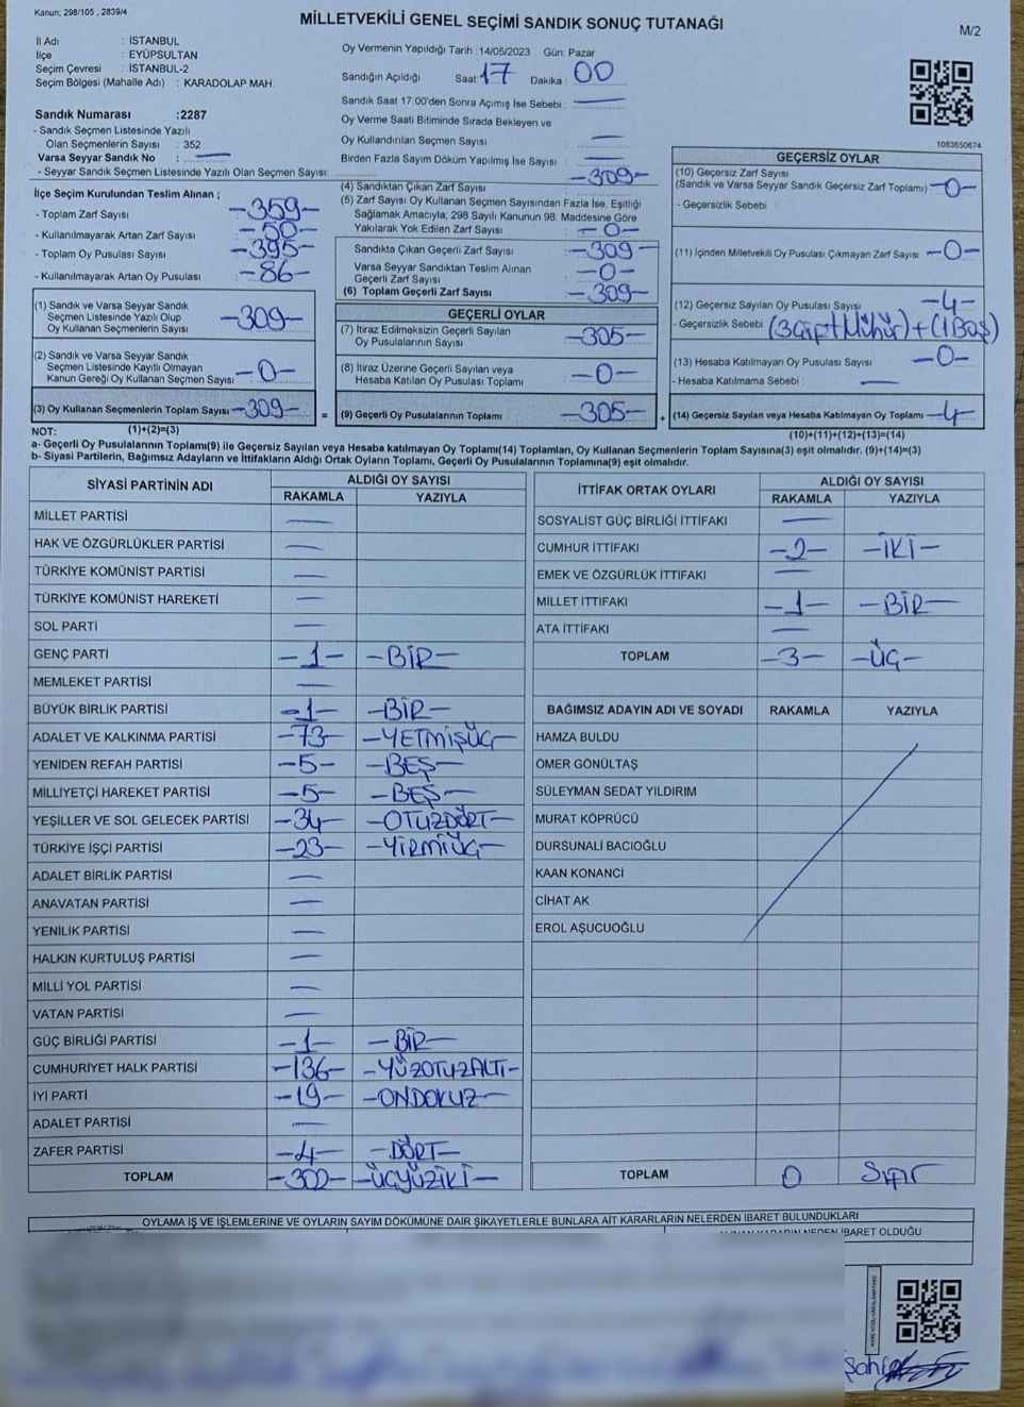 Kanun; 298/105 , 2839/4
MİLLETVEKİLİ GENEL SEÇİMİ SANDIK SONUÇ TUTANAĞI
M/2
İl Adı : İSTANBUL
İlçe : EYÜPSULTAN
Seçim Çevresi : İSTANBUL-2
Seçim Bölgesi (Mahalle Adı) : KARADOLAP MAH.
Sandık Numarası :2287
- Sandık Seçmen Listesinde Yazılı
Olan Seçmenlerin Sayısı : 352
Varsa Seyyar Sandık No : —
- Seyyar Sandık Seçmen Listesinde Yazılı Olan Seçmen Sayısı:
Oy Vermenin Yapıldığı Tarih :14/05/2023 Gün: Pazar
Sandığın Açıldığı Saat: 17 Dakika : 00
Sandık Saat 17:00'den Sonra Açımış İse Sebebi : —
Oy Verme Saati Bitiminde Sırada Bekleyen ve
Oy Kullandırılan Seçmen Sayısı —
Birden Fazla Sayım Döküm Yapılmış İse Sayısı —
1083650674
İlçe Seçim Kurulundan Teslim Alınan ;
- Toplam Zarf Sayısı -359-
- Kullanılmayarak Artan Zarf Sayısı -50-
- Toplam Oy Pusulası Sayısı -395-
- Kullanılmayarak Artan Oy Pusulası -86-
(1) Sandık ve Varsa Seyyar Sandık
Seçmen Listesinde Yazılı Olup
Oy Kullanan Seçmenlerin Sayısı -309-
(2) Sandık ve Varsa Seyyar Sandık
Seçmen Listesinde Kayıtlı Olmayan
Kanun Gereği Oy Kullanan Seçmen Sayısı -0-
(3) Oy Kullanan Seçmenlerin Toplam Sayısı -309-
(4) Sandıktan Çıkan Zarf Sayısı -309-
(5) Zarf Sayısı Oy Kullanan Seçmen Sayısından Fazla İse, Eşitliği
Sağlamak Amacıyla; 298 Sayılı Kanunun 98. Maddesine Göre
Yakılarak Yok Edilen Zarf Sayısı -0-
Sandıkta Çıkan Geçerli Zarf Sayısı -309-
Varsa Seyyar Sandıktan Teslim Alınan
Geçerli Zarf Sayısı -0-
(6) Toplam Geçerli Zarf Sayısı -309-
GEÇERLİ OYLAR
(7) İtiraz Edilmeksizin Geçerli Sayılan
Oy Pusulalarının Sayısı -305-
(8) İtiraz Üzerine Geçerli Sayılan veya
Hesaba Katılan Oy Pusulası Toplamı -0-
= (9) Geçerli Oy Pusulalarının Toplamı -305-
GEÇERSİZ OYLAR
(10) Geçersiz Zarf Sayısı
(Sandık ve Varsa Seyyar Sandık Geçersiz Zarf Toplamı) -0-
- Geçersizlik Sebebi :
(11) İçinden Milletvekili Oy Pusulası Çıkmayan Zarf Sayısı -0-
(12) Geçersiz Sayılan Oy Pusulası Sayısı -4-
- Geçersizlik Sebebi : (3 Çift Mühür) + (1 Boş)
(13) Hesaba Katılmayan Oy Pusulası Sayısı -0-
- Hesaba Katılmama Sebebi : —
+ (14) Geçersiz Sayılan veya Hesaba Katılmayan Oy Toplamı -4-
NOT: (1)+(2)=(3)
(10)+(11)+(12)+(13)=(14)
a- Geçerli Oy Pusulalarının Toplamı(9) ile Geçersiz Sayılan veya Hesaba katılmayan Oy Toplamı(14) Toplamları, Oy Kullanan Seçmenlerin Toplam Sayısına(3) eşit olmalıdır. (9)+(14)=(3)
b- Siyasi Partilerin, Bağımsız Adayların ve İttifakların Aldığı Ortak Oyların Toplamı, Geçerli Oy Pusulalarının Toplamına(9) eşit olmalıdır.
SİYASİ PARTİNİN ADI ALDIĞI OY SAYISI
RAKAMLA YAZIYLA
MİLLET PARTİSİ —
HAK VE ÖZGÜRLÜKLER PARTİSİ —
TÜRKİYE KOMÜNİST PARTİSİ —
TÜRKİYE KOMÜNİST HAREKETİ —
SOL PARTİ —
GENÇ PARTİ -1- -BİR-
MEMLEKET PARTİSİ —
BÜYÜK BİRLİK PARTİSİ -1- -BİR-
ADALET VE KALKINMA PARTİSİ -73- -YETMİŞÜÇ-
YENİDEN REFAH PARTİSİ -5- -BEŞ-
MİLLİYETÇİ HAREKET PARTİSİ -5- -BEŞ-
YEŞİLLER VE SOL GELECEK PARTİSİ -34- -OTUZDÖRT-
TÜRKİYE İŞÇİ PARTİSİ -23- -YİRMİÜÇ-
ADALET BİRLİK PARTİSİ —
ANAVATAN PARTİSİ —
YENİLİK PARTİSİ —
HALKIN KURTULUŞ PARTİSİ —
MİLLİ YOL PARTİSİ —
VATAN PARTİSİ —
GÜÇ BİRLİĞİ PARTİSİ -1- -BİR-
CUMHURİYET HALK PARTİSİ -136- -YÜZOTUZALTI-
İYİ PARTİ -19- -ONDOKUZ-
ADALET PARTİSİ —
ZAFER PARTİSİ -4- -DÖRT-
TOPLAM -302- -ÜÇYÜZİKİ-
İTTİFAK ORTAK OYLARI ALDIĞI OY SAYISI
RAKAMLA YAZIYLA
SOSYALİST GÜÇ BİRLİĞİ İTTİFAKI —
CUMHUR İTTİFAKI -2- -İKİ-
EMEK VE ÖZGÜRLÜK İTTİFAKI —
MİLLET İTTİFAKI -1- -BİR-
ATA İTTİFAKI —
TOPLAM -3- -ÜÇ-
BAĞIMSIZ ADAYIN ADI VE SOYADI RAKAMLA YAZIYLA
HAMZA BULDU
ÖMER GÖNÜLTAŞ
SÜLEYMAN SEDAT YILDIRIM
MURAT KÖPRÜCÜ
DURSUNALİ BACIOĞLU
KAAN KONANCİ
CİHAT AK
EROL AŞUCUOĞLU
TOPLAM 0 Sıfır
OYLAMA İŞ VE İŞLEMLERİNE VE OYLARIN SAYIM DÖKÜMÜNE DAİR ŞİKAYETLERLE BUNLARA AİT KARARLARIN NELERDEN İBARET BULUNDUKLARI
İBARET OLDUĞU